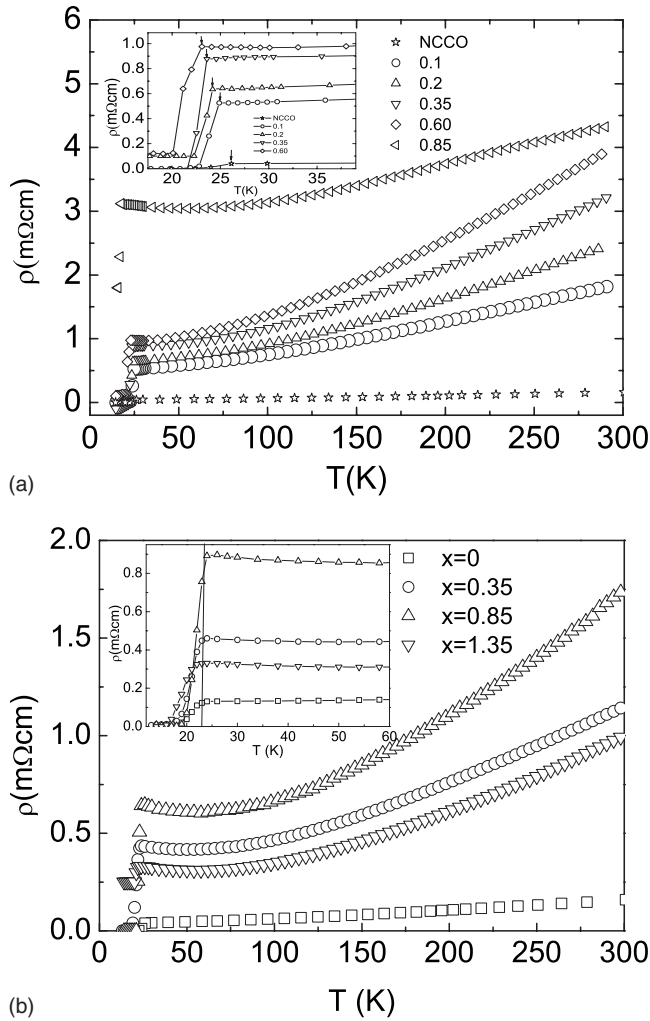 6
5
4
3
2
1
0
ρ(mΩcm)
1.0
0.8
0.6
0.4
0.2
0.0
ρ(mΩcm)
20 25 30 35
T(K)
NCCO
0.1
0.2
0.35
0.60
NCCO
0.1
0.2
0.35
0.60
0.85
0 50 100 150 200 250 300
T(K)
(a)
2.0
1.5
1.0
0.5
0.0
ρ(mΩcm)
0.8
0.6
0.4
0.2
0.0
ρ(mΩcm)
20 30 40 50 60
T (K)
x=0
x=0.35
x=0.85
x=1.35
0 50 100 150 200 250 300
T (K)
(b)